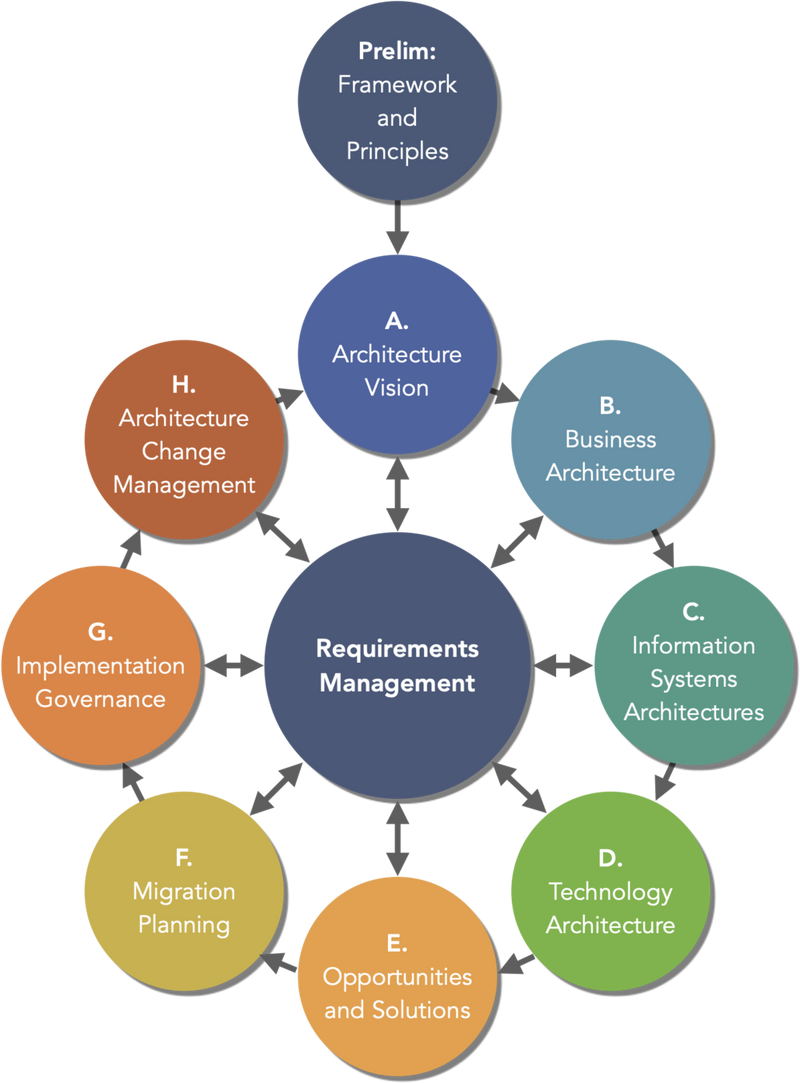 Prelim:
Framework
and
Principles
A.
Architecture
Vision
B.
Business
Architecture
C.
Information
Systems
Architectures
D.
Technology
Architecture
E.
Opportunities
and Solutions
F.
Migration
Planning
G.
Implementation
Governance
H.
Architecture
Change
Management
Requirements
Management